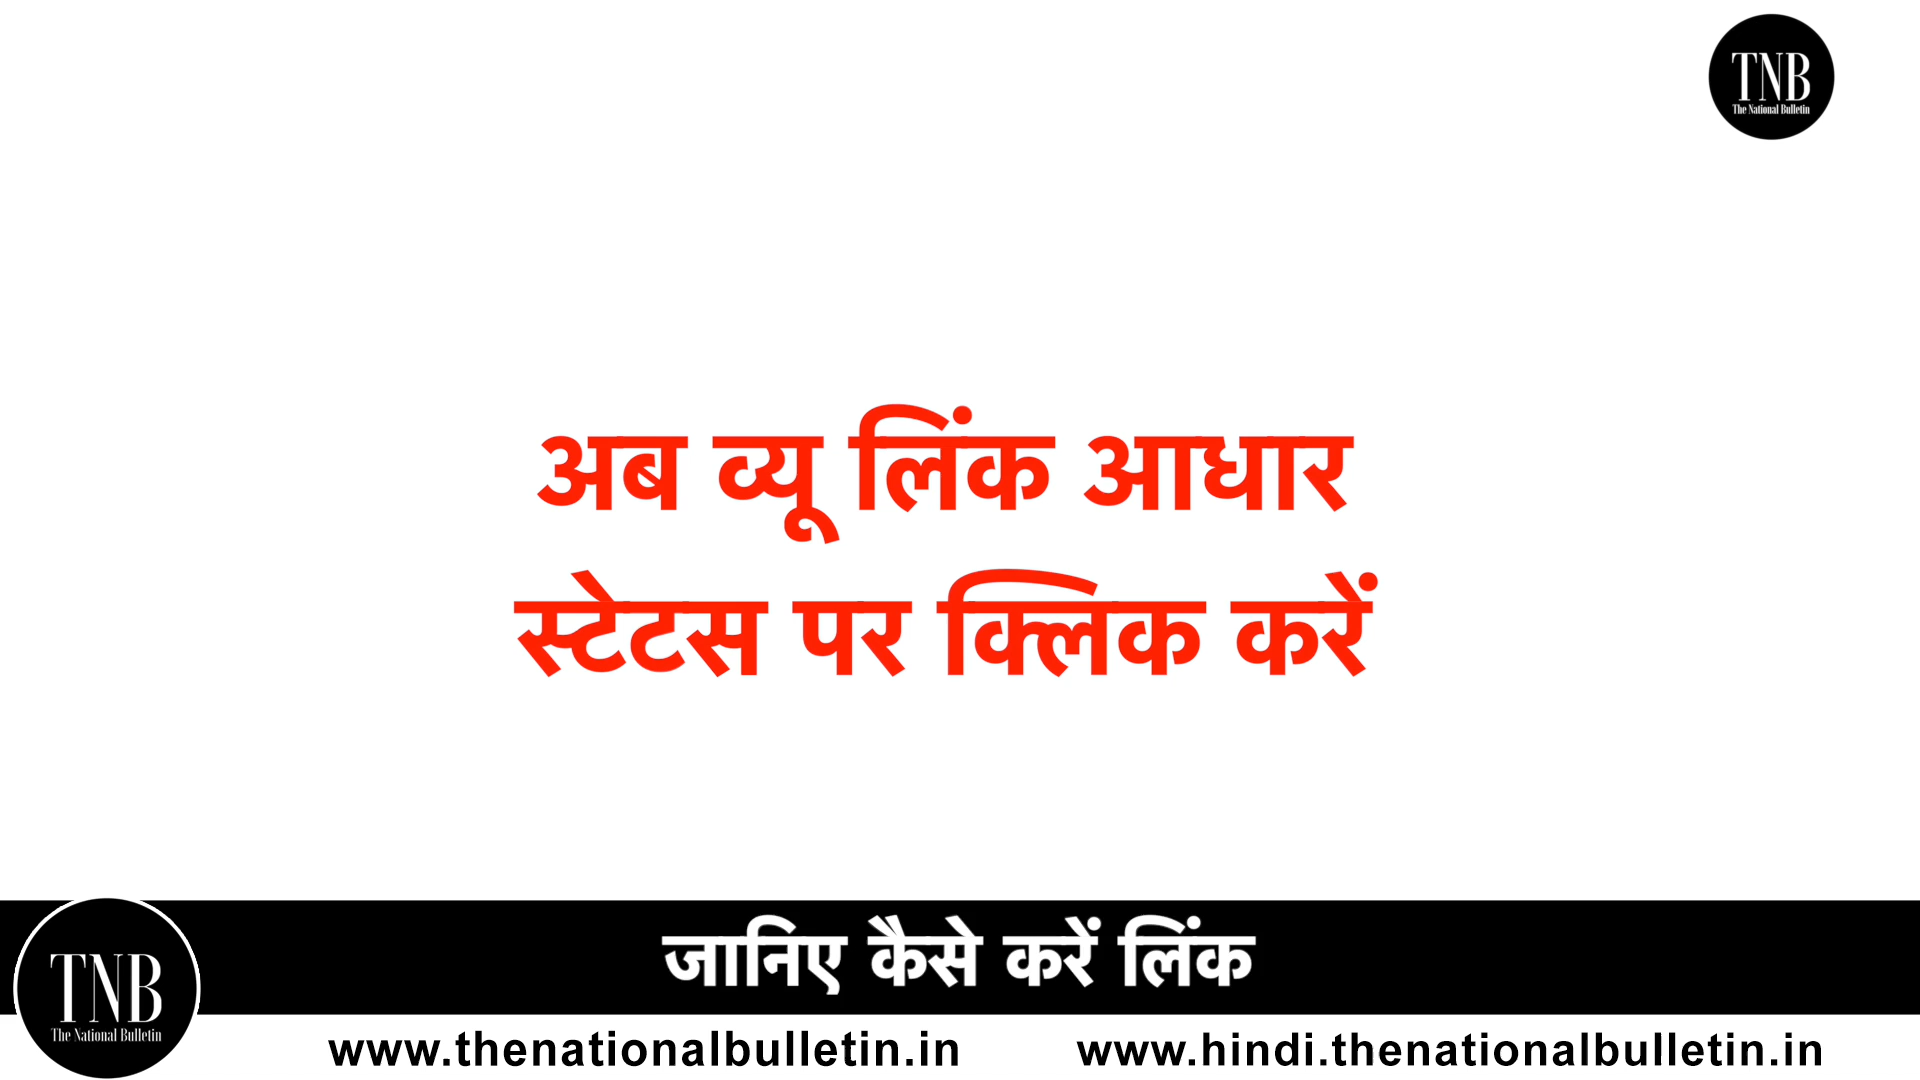 TNB
The National Bulletin
अब व्यू लिंक आधार
स्टेटस पर क्लिक करें
जानिए कैसे करें लिंक
TNB
The National Bulletin
www.thenationalbulletin.in
www.hindi.thenationalbulletin.in